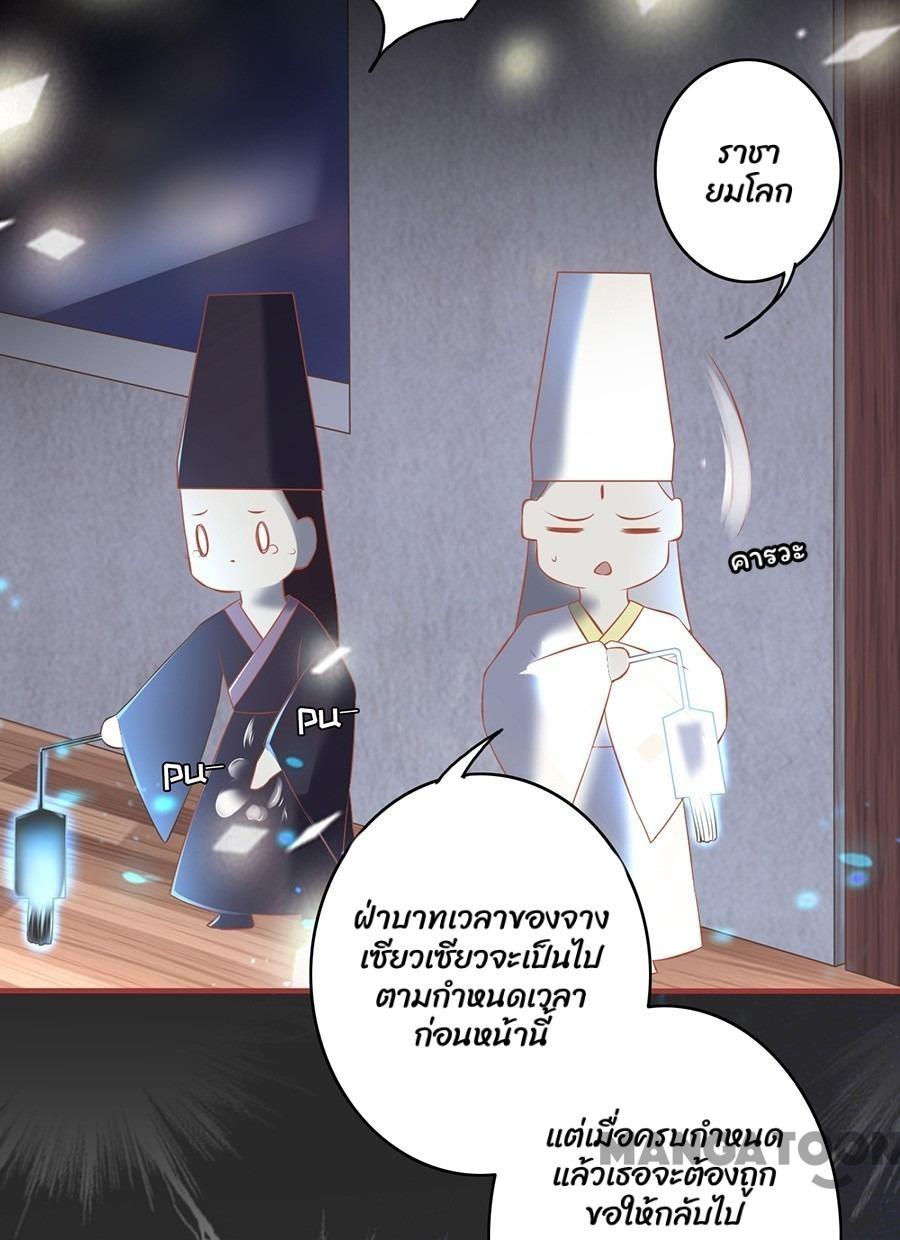 ราชา
ยมโลก
คารวะ
ꓑꓴ–
ꓑꓴ–
ฝ่าบาทเวลาของจาง
เซียวเซียวจะเป็นไป
ตามกำหนดเวลา
ก่อนหน้านี้
แต่เมื่อครบกำหนด
แล้วเธอจะต้องถูก
ขอให้กลับไป
MANGATOON